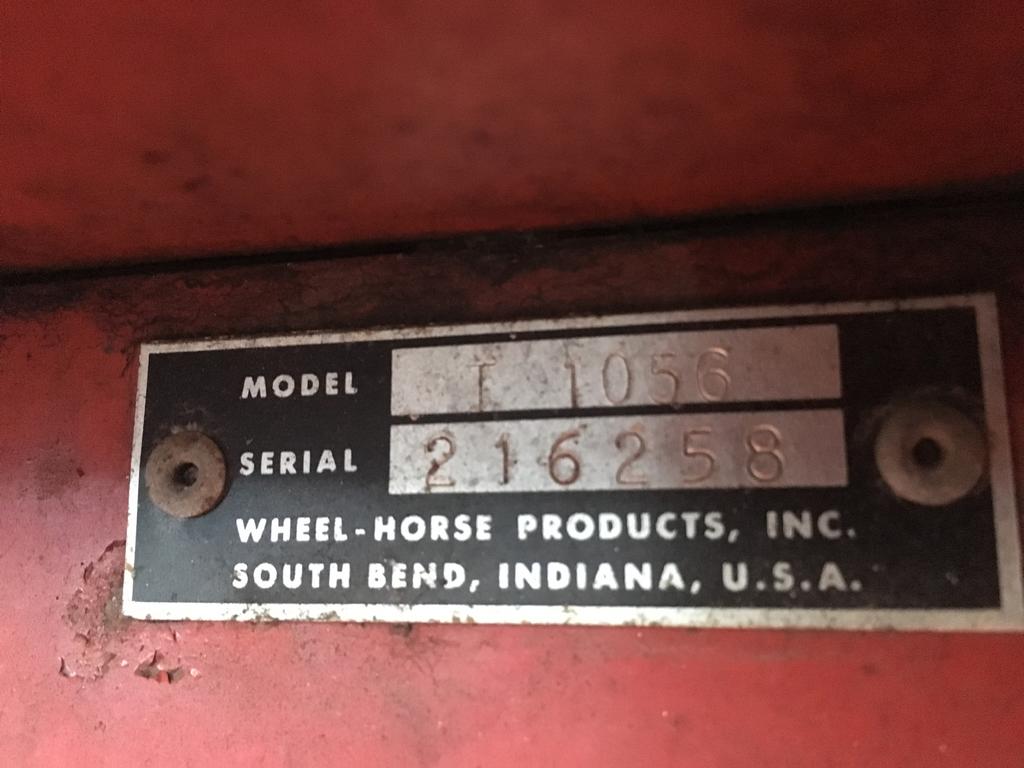 MODEL T 1056
SERIAL 216258
WHEEL-HORSE PRODUCTS, INC.
SOUTH BEND, INDIANA, U.S.A.